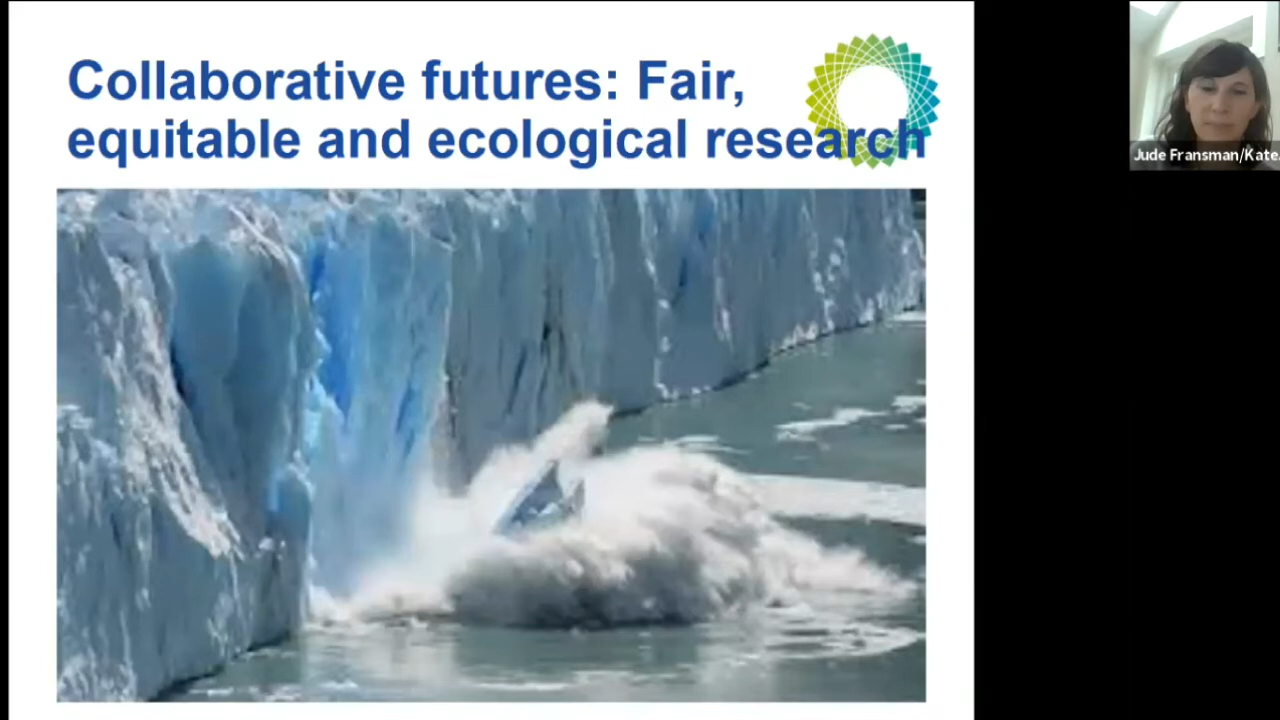 Collaborative futures: Fair,
equitable and ecological research
Jude Fransman/Kate